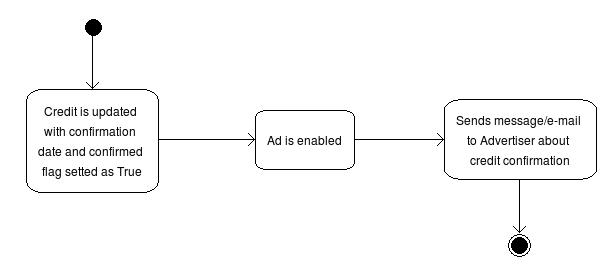 Credit is updated
with confirmation
date and confirmed
flag setted as True
Ad is enabled
Sends message/e-mail
to Advertiser about
credit confirmation